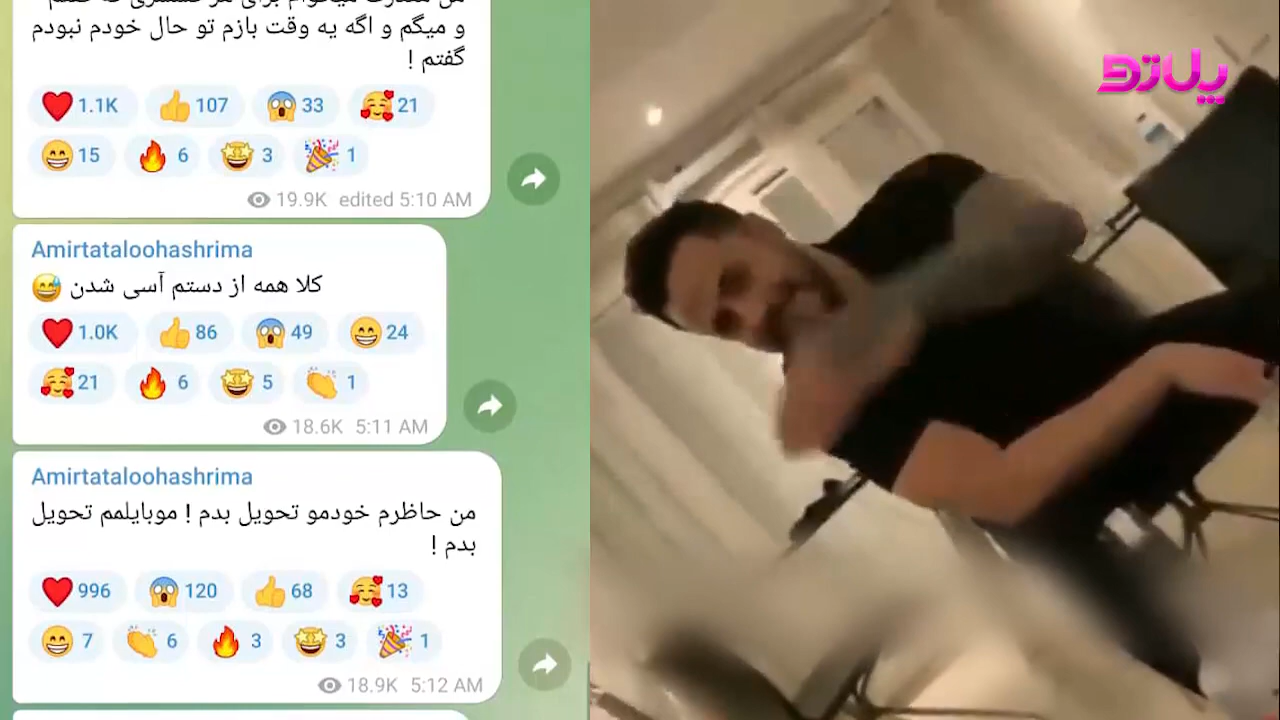 و میگم و اگه یه وقت بازم تو حال خودم نبودم
گفتم !
1.1K 107 33 21
15 6 3 1
19.9K edited 5:10 AM
Amirtataloohashrima
کلا همه از دستم آسی شدن
1.0K 86 49 24
21 6 5 1
18.6K 5:11 AM
Amirtataloohashrima
من حاظرم خودمو تحویل بدم ! موبایلمم تحویل
بدم !
996 120 68 13
7 6 3 3 1
18.9K 5:12 AM